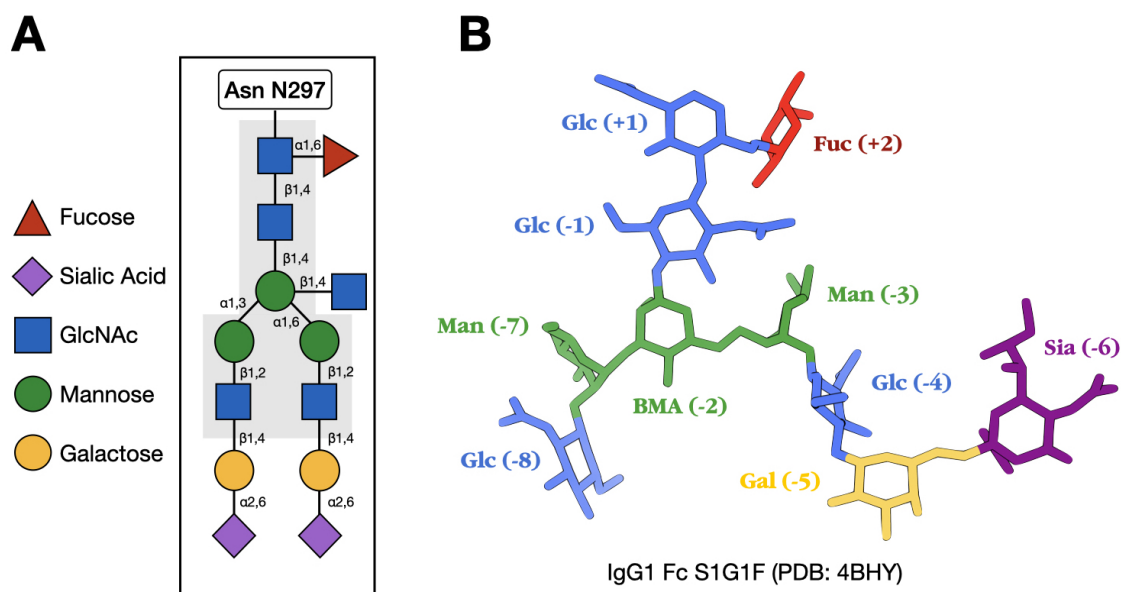 A
B
Asn N297
α1,6
β1,4
β1,4
β1,4
α1,3
α1,6
β1,2
β1,2
β1,4
β1,4
α2,6
α2,6
Fucose
Sialic Acid
GlcNAc
Mannose
Galactose
Glc (+1)
Fuc (+2)
Glc (-1)
Man (-3)
Man (-7)
Sia (-6)
Glc (-4)
BMA (-2)
Glc (-8)
Gal (-5)
IgG1 Fc S1G1F (PDB: 4BHY)